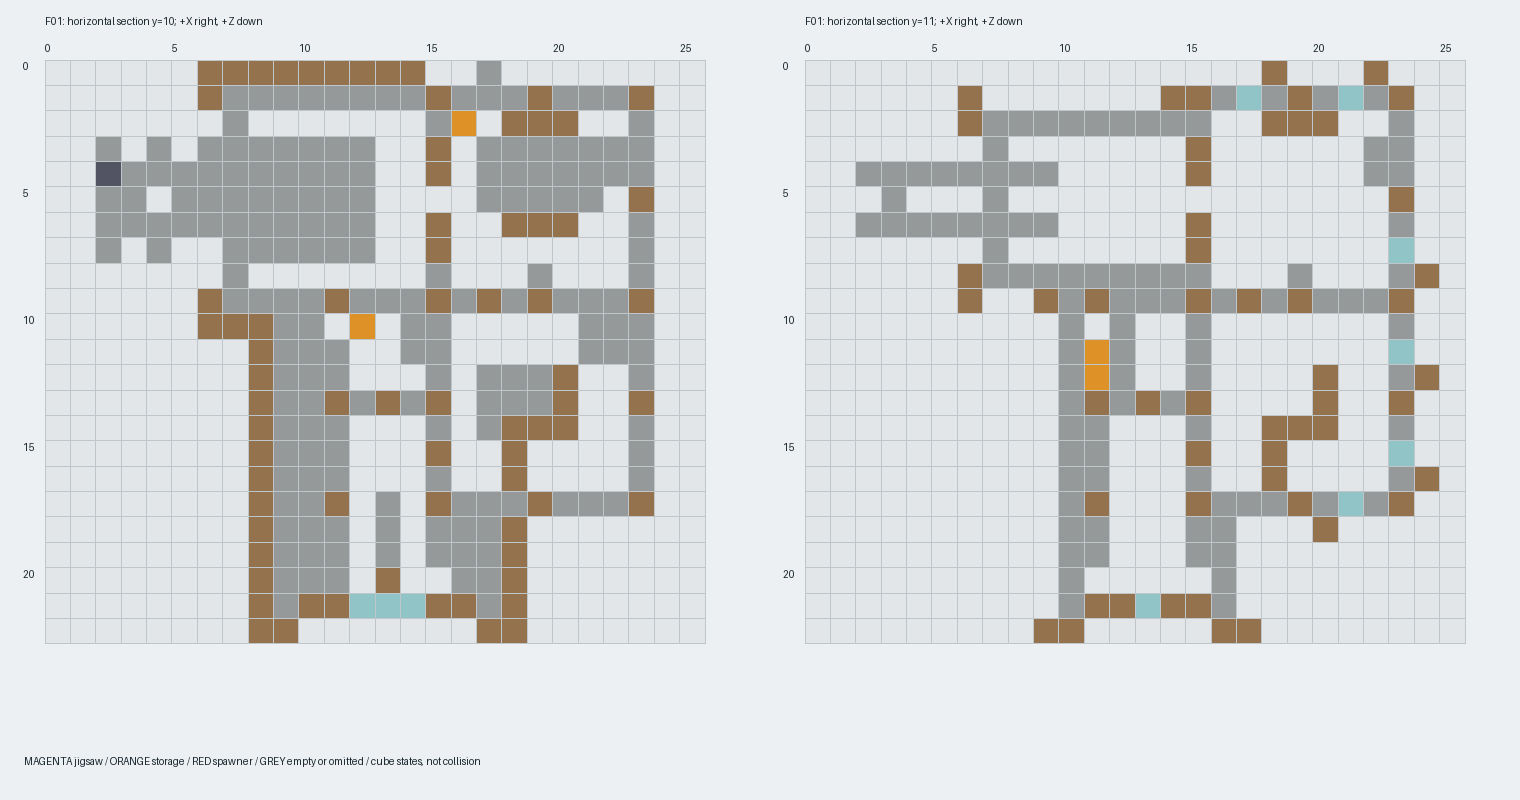 F01: horizontal section y=10; +X right, +Z down
F01: horizontal section y=11; +X right, +Z down
0 5 10 15 20 25
0 5 10 15 20 25
0 0
5 5
10 10
15 15
20 20
MAGENTA jigsaw / ORANGE storage / RED spawner / GREY empty or omitted / cube states, not collision